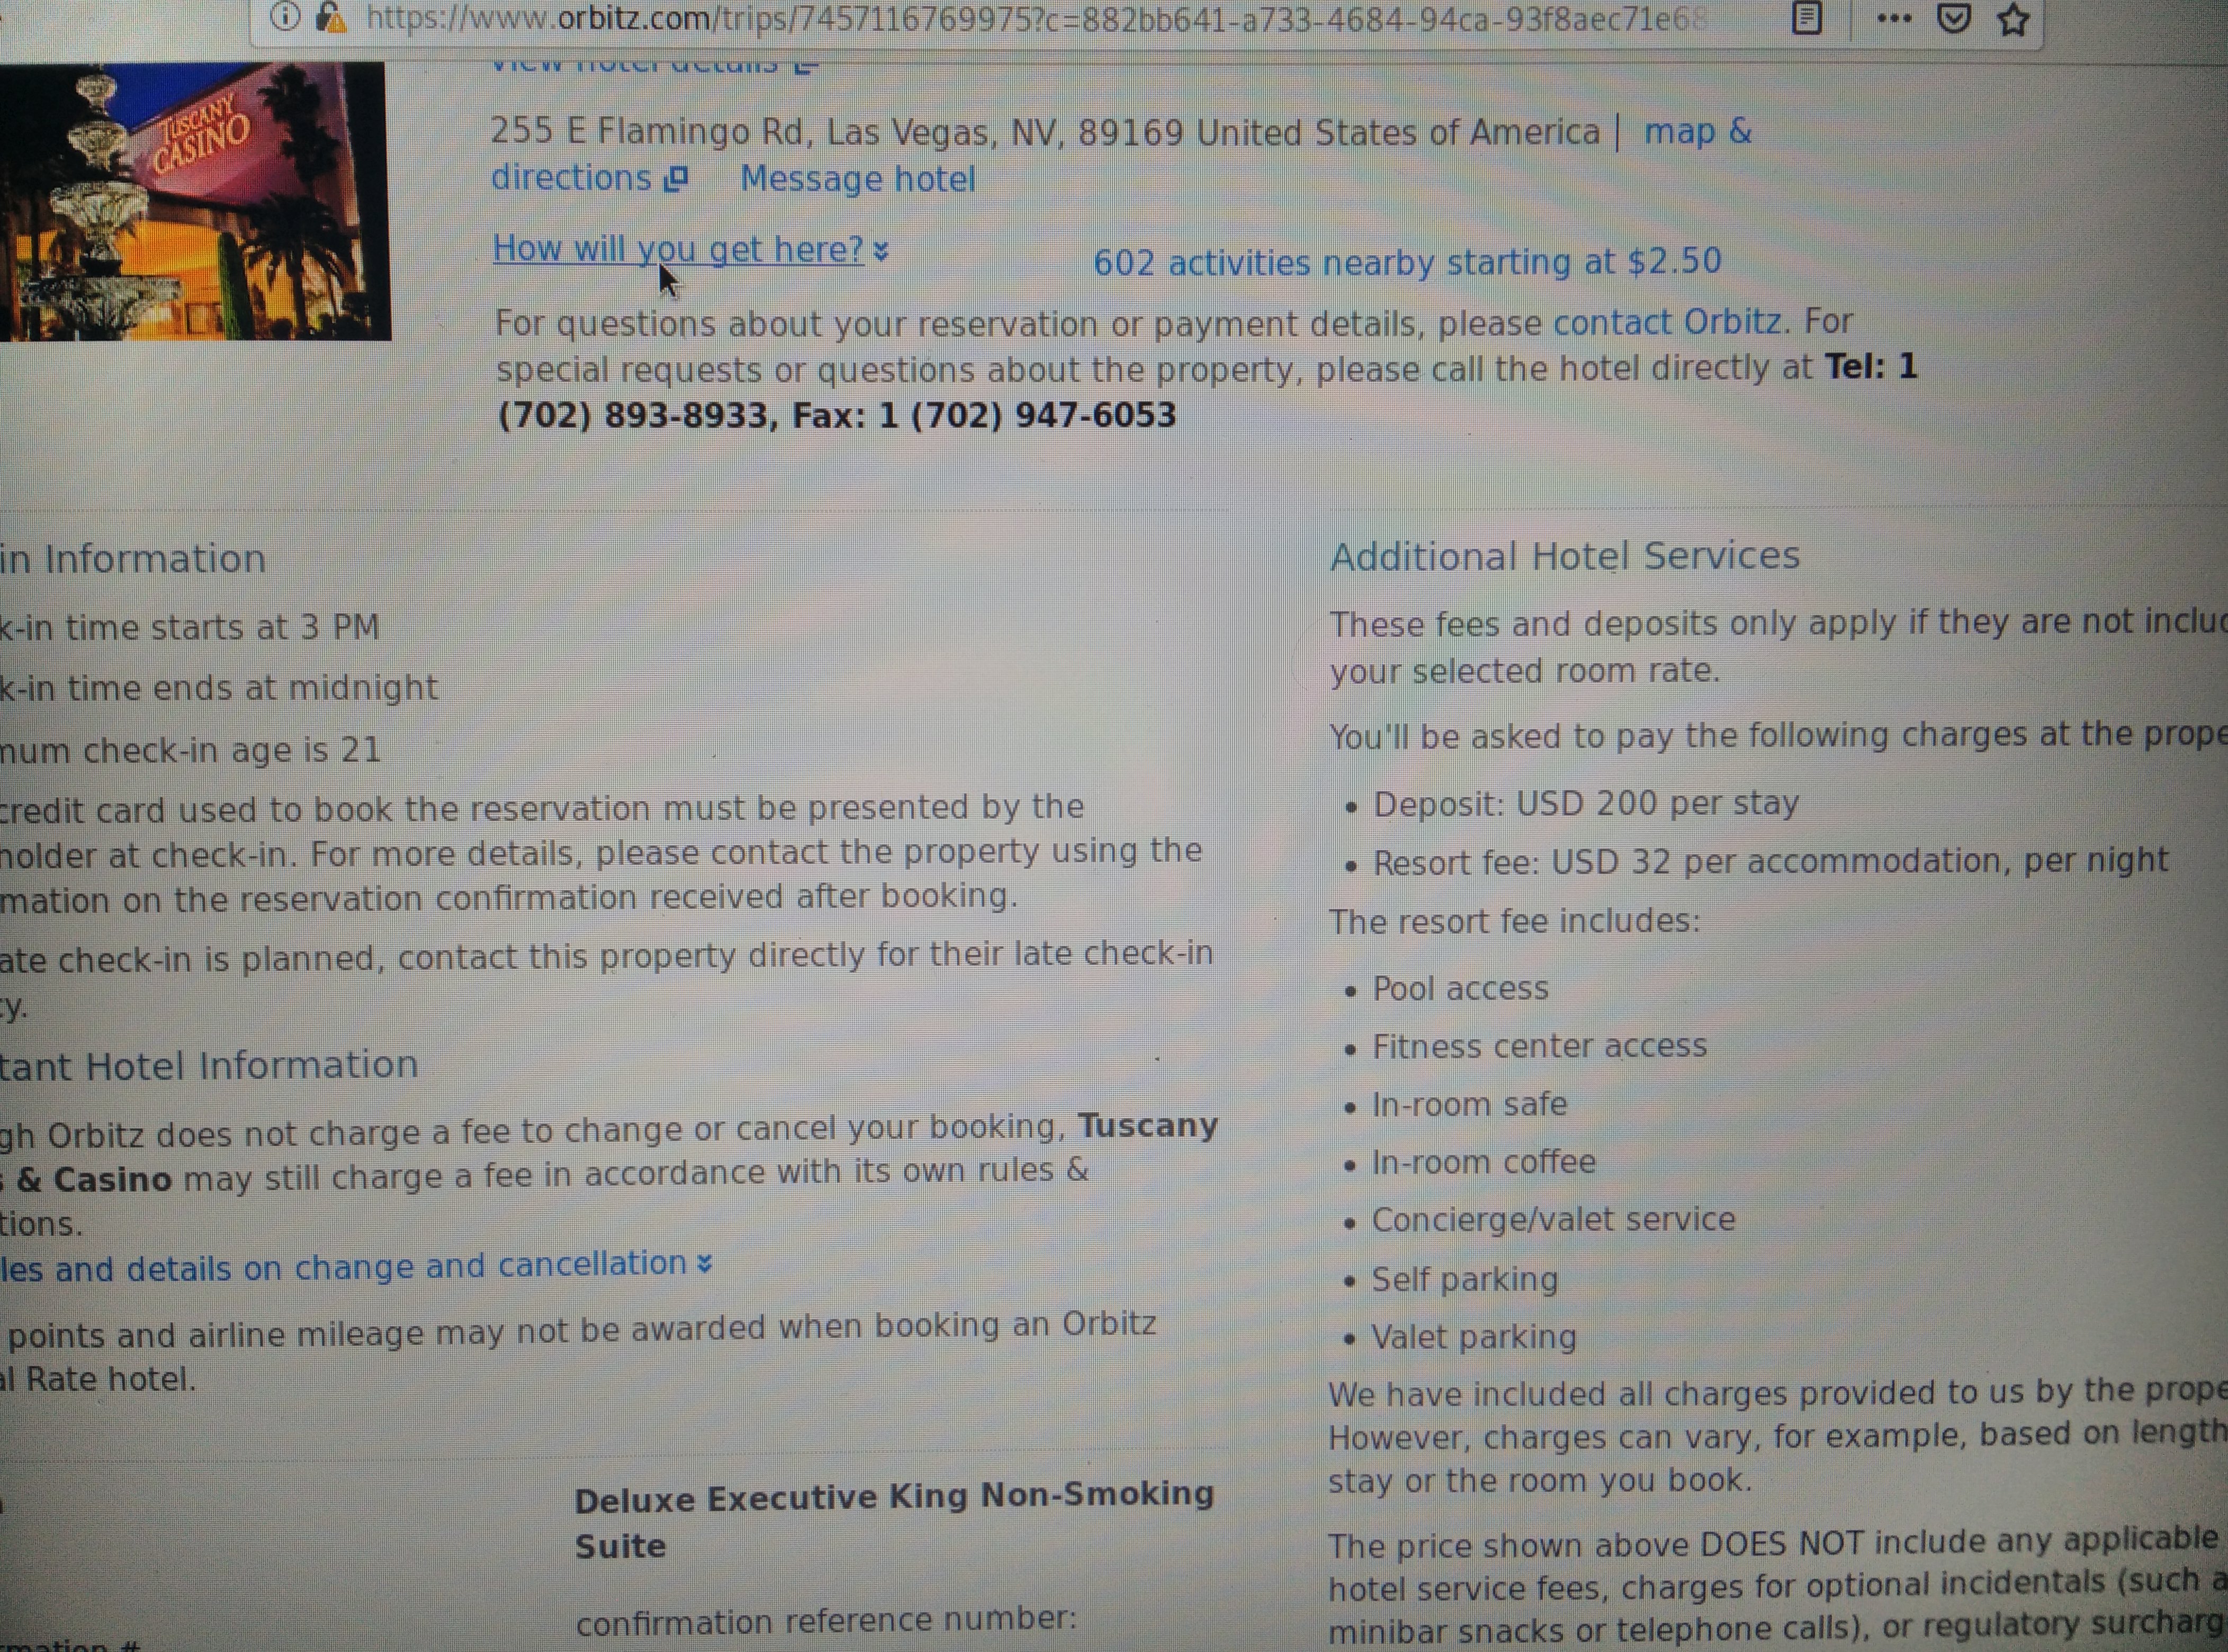 https://www.orbitz.com/trips/7457116769975?c=882bb641-a733-4684-94ca-93f8aec71e68
View hotel details
TUSCANY
CASINO
255 E Flamingo Rd, Las Vegas, NV, 89169 United States of America | map &
directions Message hotel
How will you get here?
602 activities nearby starting at $2.50
For questions about your reservation or payment details, please contact Orbitz. For
special requests or questions about the property, please call the hotel directly at Tel: 1
(702) 893-8933, Fax: 1 (702) 947-6053
in Information
k-in time starts at 3 PM
k-in time ends at midnight
num check-in age is 21
credit card used to book the reservation must be presented by the
holder at check-in. For more details, please contact the property using the
mation on the reservation confirmation received after booking.
ate check-in is planned, contact this property directly for their late check-in
cy.
tant Hotel Information
gh Orbitz does not charge a fee to change or cancel your booking, Tuscany
s & Casino may still charge a fee in accordance with its own rules &
tions.
les and details on change and cancellation
points and airline mileage may not be awarded when booking an Orbitz
al Rate hotel.
Deluxe Executive King Non-Smoking
Suite
confirmation reference number:
mation #
Additional Hotel Services
These fees and deposits only apply if they are not includ
your selected room rate.
You'll be asked to pay the following charges at the prope
• Deposit: USD 200 per stay
• Resort fee: USD 32 per accommodation, per night
The resort fee includes:
• Pool access
• Fitness center access
• In-room safe
• In-room coffee
• Concierge/valet service
• Self parking
• Valet parking
We have included all charges provided to us by the prope
However, charges can vary, for example, based on length
stay or the room you book.
The price shown above DOES NOT include any applicable
hotel service fees, charges for optional incidentals (such a
minibar snacks or telephone calls), or regulatory surcharg